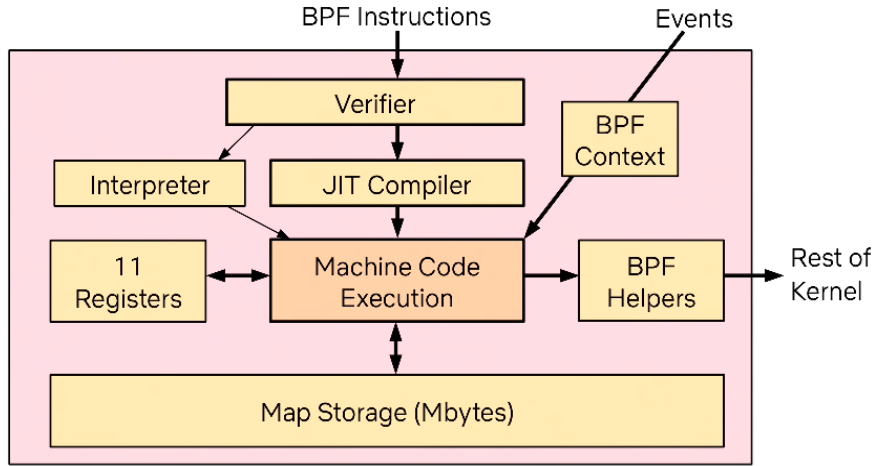 BPF Instructions
Events
Verifier
BPF
Context
Interpreter
JIT Compiler
11
Registers
Machine Code
Execution
BPF
Helpers
Rest of
Kernel
Map Storage (Mbytes)